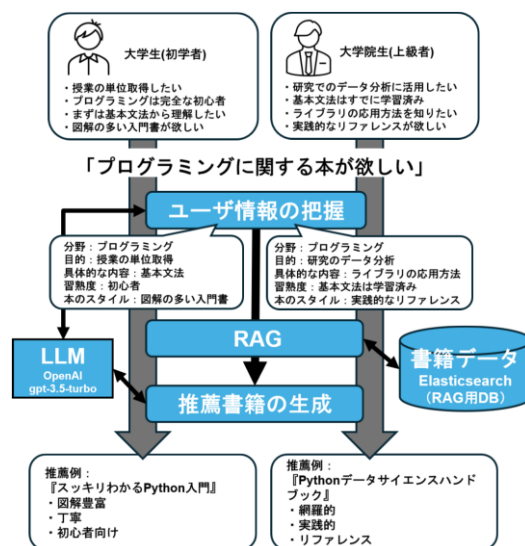 大学生(初学者)
・授業の単位取得したい
・プログラミングは完全な初心者
・まずは基本文法から理解したい
・図解の多い入門書が欲しい
大学院生(上級者)
・研究でのデータ分析に活用したい
・基本文法はすでに学習済み
・ライブラリの応用方法を知りたい
・実践的なリファレンスが欲しい
「プログラミングに関する本が欲しい」
ユーザ情報の把握
分野：プログラミング
目的：授業の単位取得
具体的な内容：基本文法
習熟度：初心者
本のスタイル：図解の多い入門書
分野：プログラミング
目的：研究のデータ分析
具体的な内容：ライブラリの応用方法
習熟度：基本文法は学習済み
本のスタイル：実践的なリファレンス
RAG
LLM
OpenAI
gpt-3.5-turbo
書籍データ
Elasticsearch
（RAG用DB）
推薦書籍の生成
推薦例：
『スッキリわかるPython入門』
・図解豊富
・丁寧
・初心者向け
推薦例：
『Pythonデータサイエンスハンド
ブック』
・網羅的
・実践的
・リファレンス